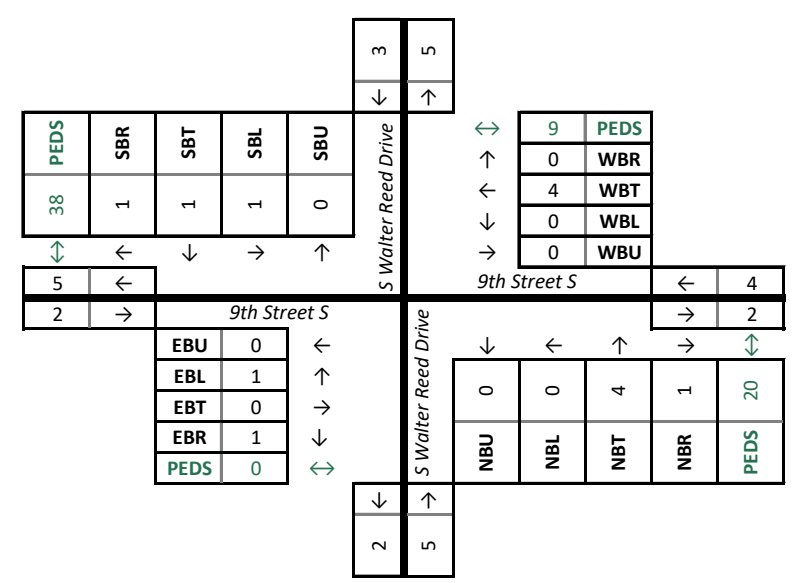 3 5
↓ ↑
PEDS SBR SBT SBL SBU
38 1 1 1 0
↕ ← ↓ → ↑
S Walter Reed Drive
↔ 9 PEDS
↑ 0 WBR
← 4 WBT
↓ 0 WBL
→ 0 WBU
5 ←
9th Street S
← 4
2 →
9th Street S
→ 2
EBU 0 ←
EBL 1 ↑
EBT 0 →
EBR 1 ↓
PEDS 0 ↔
S Walter Reed Drive
↓ ← ↑ → ↕
0 0 4 1 20
NBU NBL NBT NBR PEDS
↓ ↑
2 5